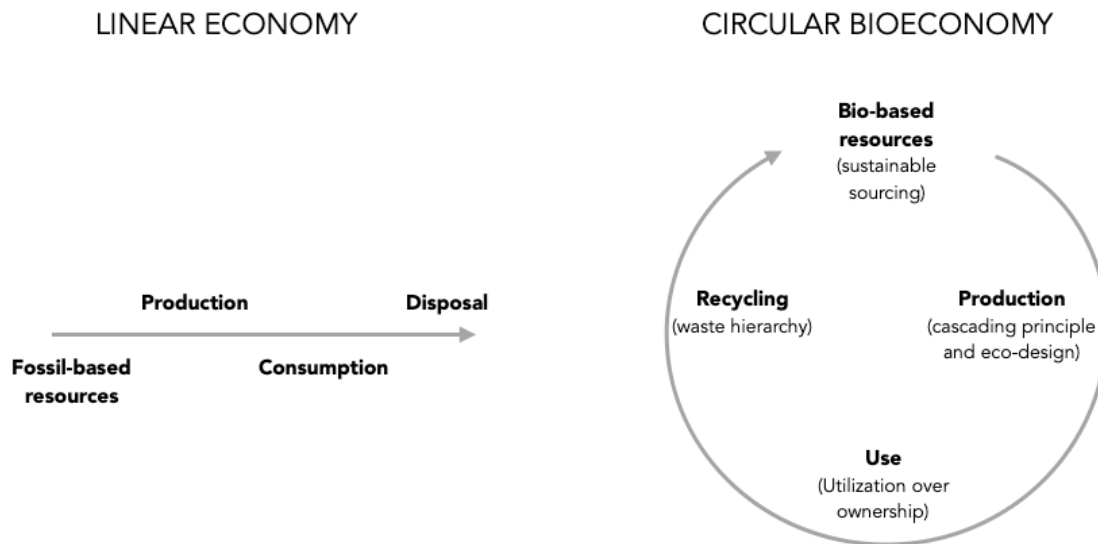 LINEAR ECONOMY
Production
Disposal
Fossil-based
resources
Consumption
CIRCULAR BIOECONOMY
Bio-based
resources
(sustainable
sourcing)
Recycling
(waste hierarchy)
Production
(cascading principle
and eco-design)
Use
(Utilization over
ownership)